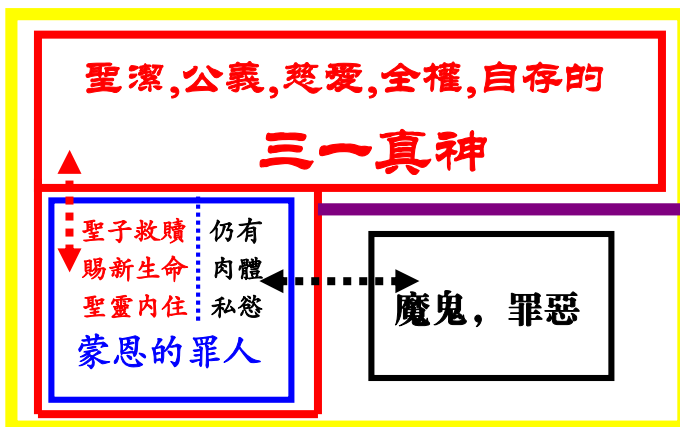 聖潔,公義,慈愛,全權,自存的
三一真神
聖子救贖
賜新生命
聖靈内住
仍有
肉體
私慾
蒙恩的罪人
魔鬼，罪惡